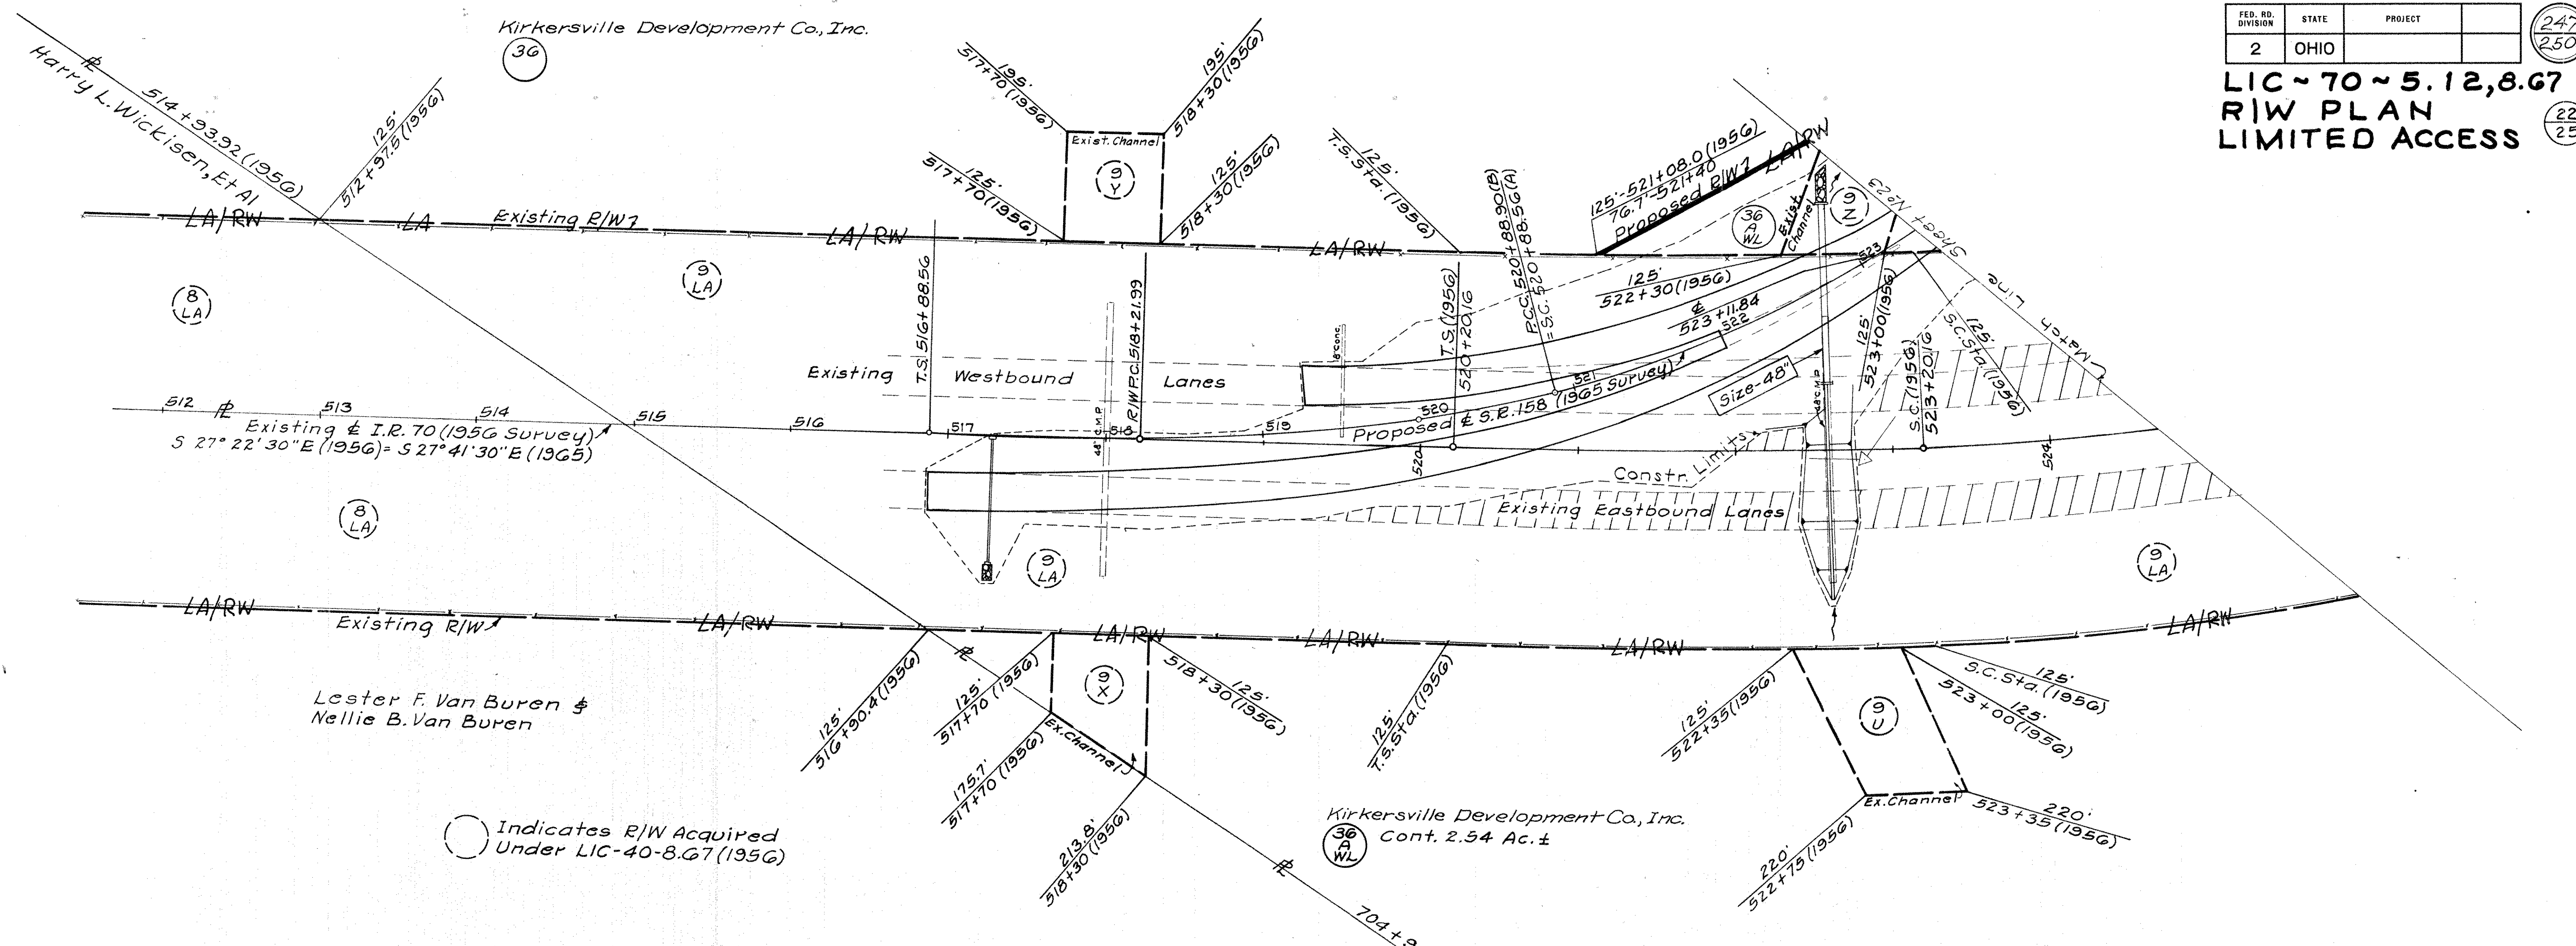 Kirkersville Development Co., Inc.
36
FED. RD. DIVISION
STATE
PROJECT
2
OHIO
247
250
LIC ~ 70 ~ 5.12, 8.67
R/W PLAN
LIMITED ACCESS
22
25
Harry L. Wickisen, Et Al
514+93.92 (1956)
125'
512+97.5 (1956)
195'
517+70 (1956)
195'
518+30 (1956)
Exist. Channel
9
Y
125'
517+70 (1956)
125'
518+30 (1956)
125'
T.S. Sta. (1956)
P.C.C. 520+88.90 (B)
= S.C. 520+88.56 (A)
125'-521+08.0 (1956)
76.7'-521+40
Proposed R/W
LA/RW
36
A
WL
Exist. Channel
9
Z
Sheet No. 23
Match Line
LA/RW
LA
Existing R/W
LA/RW
LA/RW
8
LA
9
LA
T.S. 516+88.56
R/W P.C. 518+21.99
T.S. (1956)
520+20.16
125'
522+30 (1956)
℄
523+11.84
523
522
521
520
125'
523+00 (1956)
S.C. (1956)
523+20.16
125'
S.C. Sta. (1956)
Existing Westbound Lanes
18" Conc.
48" C.M.P.
Proposed ℄ S.R. 158 (1965 Survey)
Size-48"
48" C.M.P.
512
℄
513
514
515
516
517
518
519
520
524
Existing ℄ I.R. 70 (1956 Survey)
S 27° 22' 30" E (1956) = S 27° 41' 30" E (1965)
Constr. Limits
Existing Eastbound Lanes
8
LA
9
LA
9
LA
LA/RW
Existing R/W
LA/RW
LA/RW
LA/RW
LA/RW
LA/RW
Lester F. Van Buren &
Nellie B. Van Buren
125'
516+90.4 (1956)
125'
517+70 (1956)
175.7'
517+70 (1956)
Ex. Channel
9
X
125'
518+30 (1956)
213.8'
518+30 (1956)
125'
T.S. Sta. (1956)
125'
522+35 (1956)
9
U
125'
S.C. Sta. (1956)
125'
523+00 (1956)
Ex. Channel
220'
523+35 (1956)
220'
522+75 (1956)
Indicates R/W Acquired
Under LIC-40-8.67 (1956)
Kirkersville Development Co., Inc.
36
A
WL
Cont. 2.54 Ac. ±